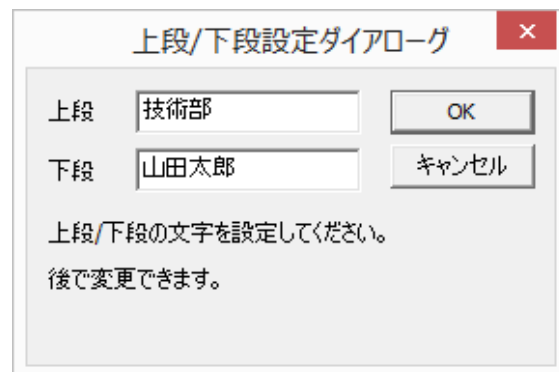 上段/下段設定ダイアローグ
上段 技術部 OK
下段 山田太郎 キャンセル
上段/下段の文字を設定してください。
後で変更できます。